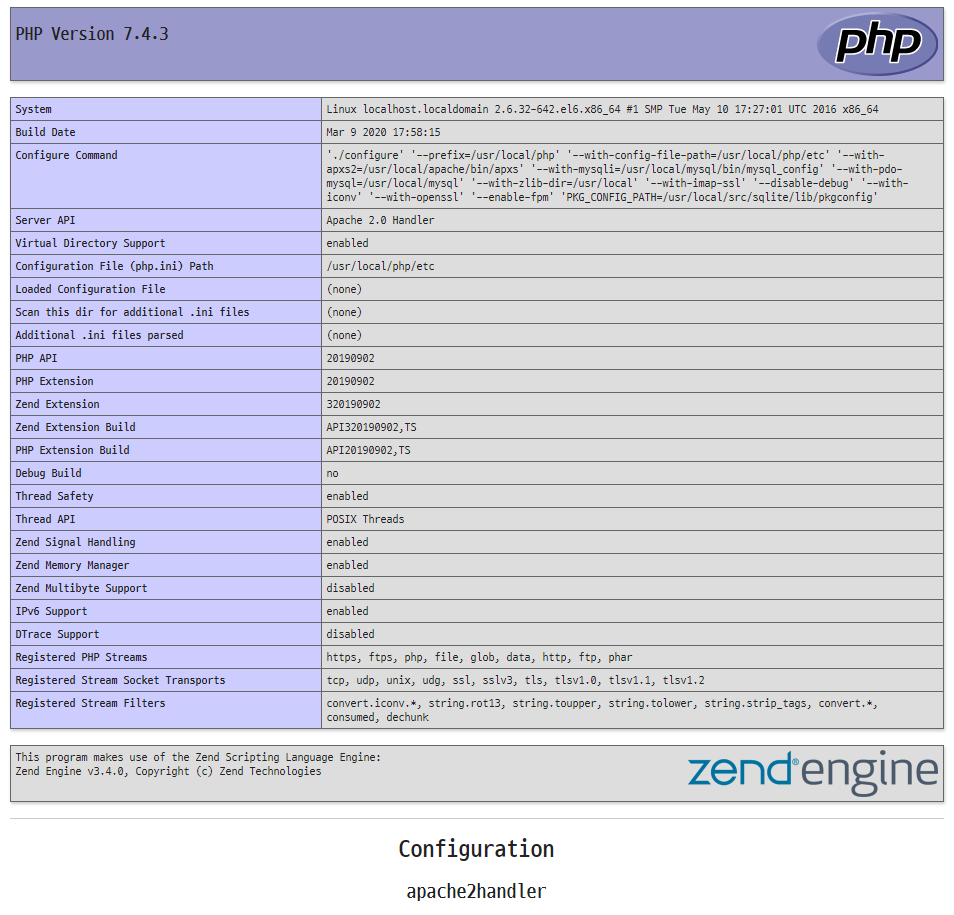 PHP Version 7.4.3
php
System Linux localhost.localdomain 2.6.32-642.el6.x86_64 #1 SMP Tue May 10 17:27:01 UTC 2016 x86_64
Build Date Mar 9 2020 17:58:15
Configure Command './configure' '--prefix=/usr/local/php' '--with-config-file-path=/usr/local/php/etc' '--with-
apxs2=/usr/local/apache/bin/apxs' '--with-mysqli=/usr/local/mysql/bin/mysql_config' '--with-pdo-
mysql=/usr/local/mysql' '--with-zlib-dir=/usr/local' '--with-imap-ssl' '--disable-debug' '--with-
iconv' '--with-openssl' '--enable-fpm' 'PKG_CONFIG_PATH=/usr/local/src/sqlite/lib/pkgconfig'
Server API Apache 2.0 Handler
Virtual Directory Support enabled
Configuration File (php.ini) Path /usr/local/php/etc
Loaded Configuration File (none)
Scan this dir for additional .ini files (none)
Additional .ini files parsed (none)
PHP API 20190902
PHP Extension 20190902
Zend Extension 320190902
Zend Extension Build API320190902,TS
PHP Extension Build API20190902,TS
Debug Build no
Thread Safety enabled
Thread API POSIX Threads
Zend Signal Handling enabled
Zend Memory Manager enabled
Zend Multibyte Support disabled
IPv6 Support enabled
DTrace Support disabled
Registered PHP Streams https, ftps, php, file, glob, data, http, ftp, phar
Registered Stream Socket Transports tcp, udp, unix, udg, ssl, sslv3, tls, tlsv1.0, tlsv1.1, tlsv1.2
Registered Stream Filters convert.iconv.*, string.rot13, string.toupper, string.tolower, string.strip_tags, convert.*,
consumed, dechunk
This program makes use of the Zend Scripting Language Engine:
Zend Engine v3.4.0, Copyright (c) Zend Technologies
zend® engine
Configuration
apache2handler